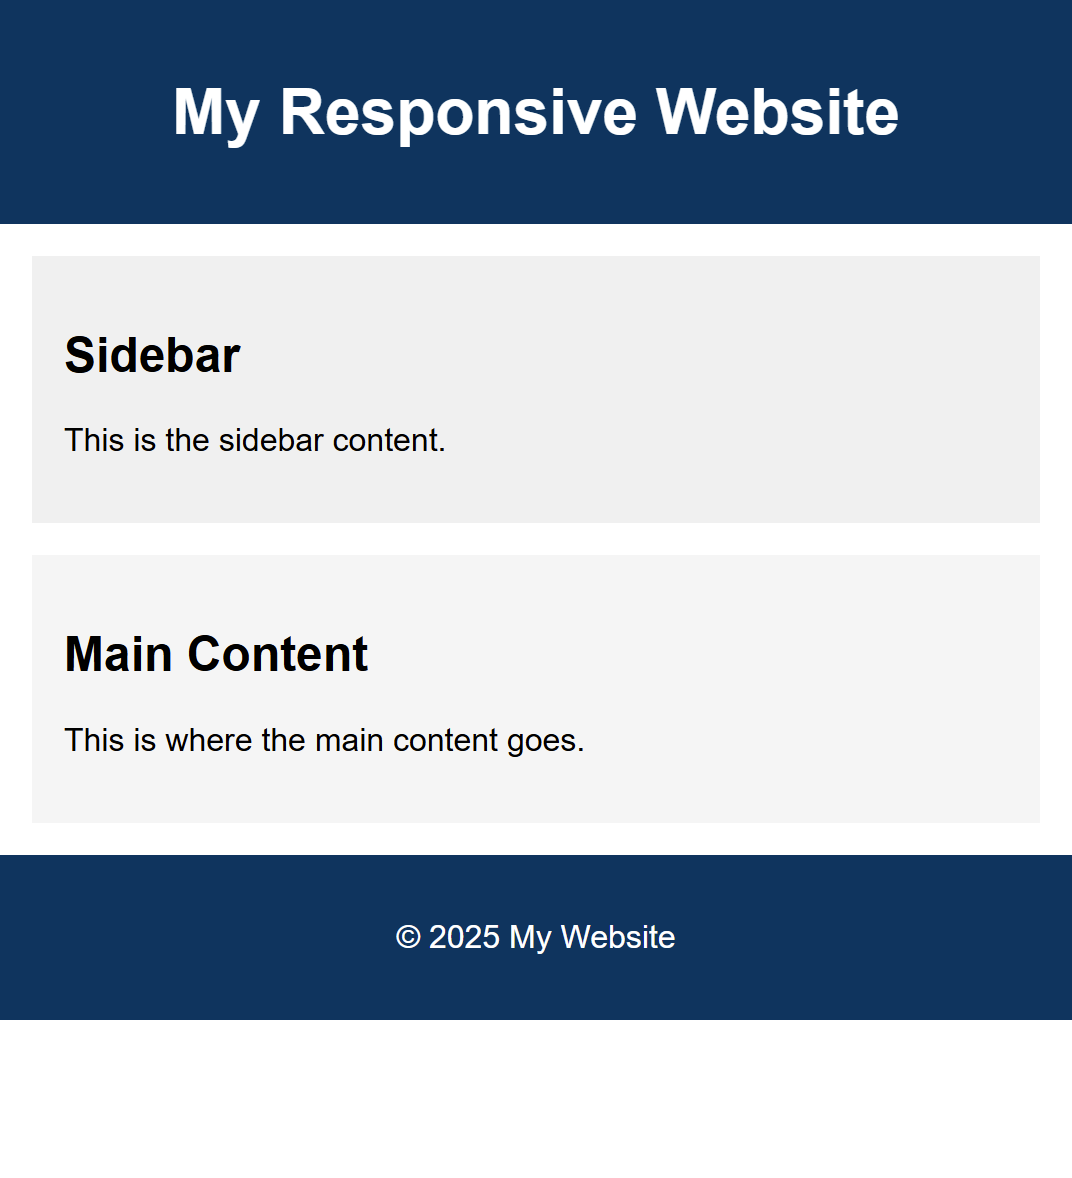 My Responsive Website
Sidebar
This is the sidebar content.
Main Content
This is where the main content goes.
© 2025 My Website